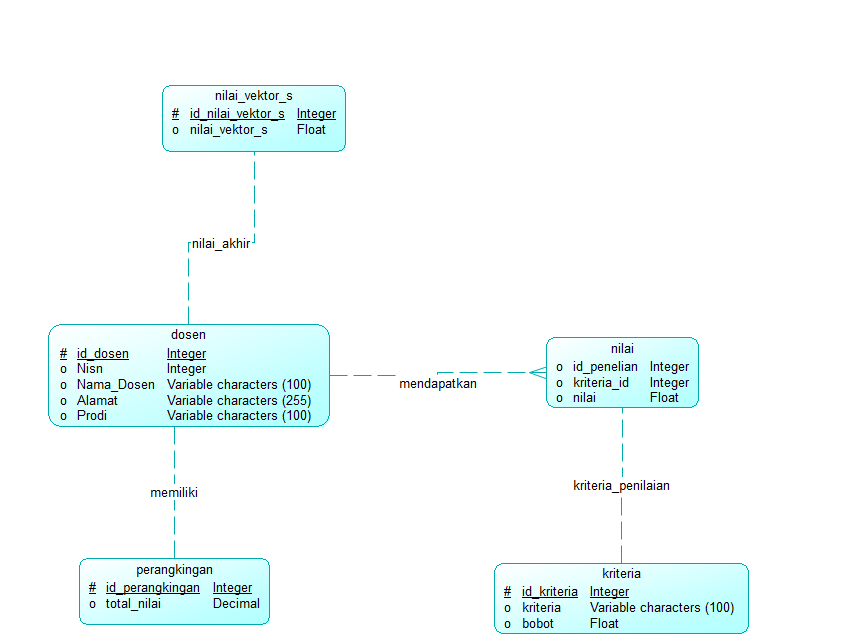 nilai_vektor_s
# id_nilai_vektor_s Integer
o nilai_vektor_s Float
nilai_akhir
dosen
# id_dosen Integer
o Nisn Integer
o Nama_Dosen Variable characters (100)
o Alamat Variable characters (255)
o Prodi Variable characters (100)
mendapatkan
nilai
o id_penelian Integer
o kriteria_id Integer
o nilai Float
memiliki
kriteria_penilaian
perangkingan
# id_perangkingan Integer
o total_nilai Decimal
kriteria
# id_kriteria Integer
o kriteria Variable characters (100)
o bobot Float